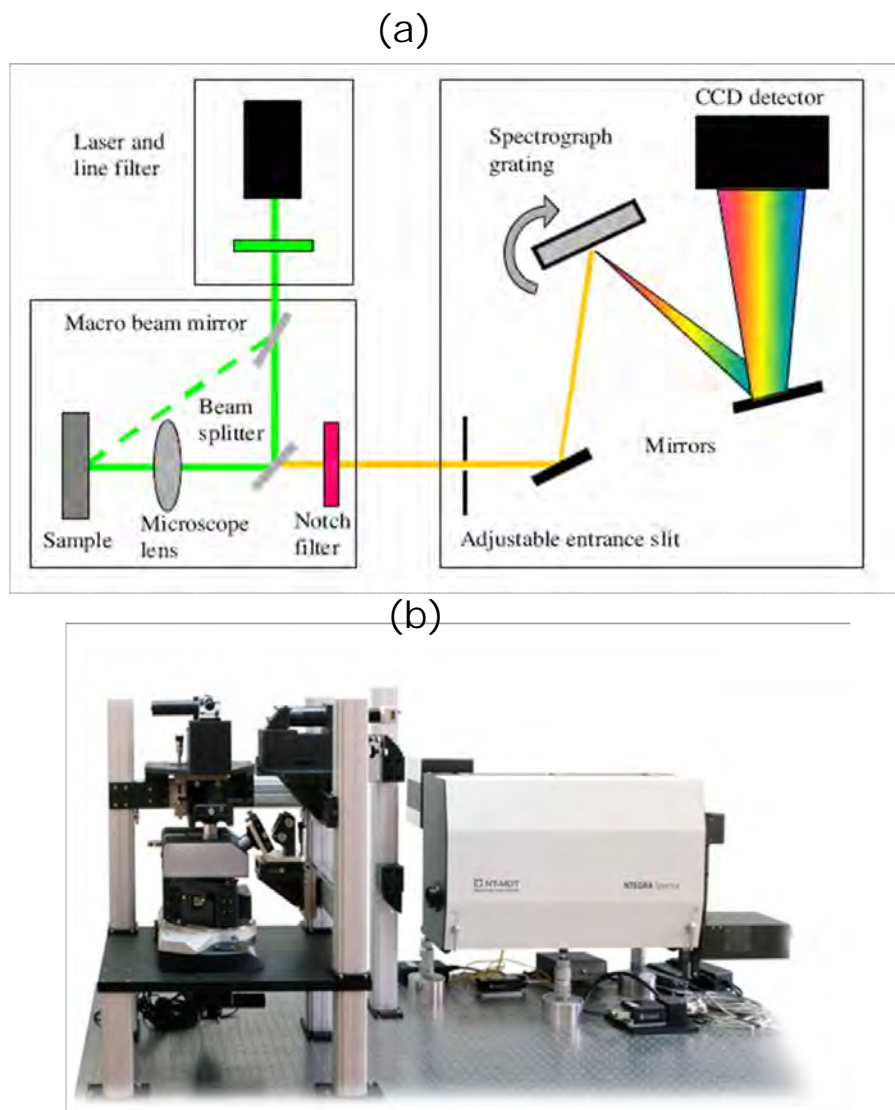 (a)
Laser and
line filter
Macro beam mirror
Beam
splitter
Sample
Microscope
lens
Notch
filter
CCD detector
Spectrograph
grating
Mirrors
Adjustable entrance slit
(b)
NT-MDT
NTEGRA Spectra